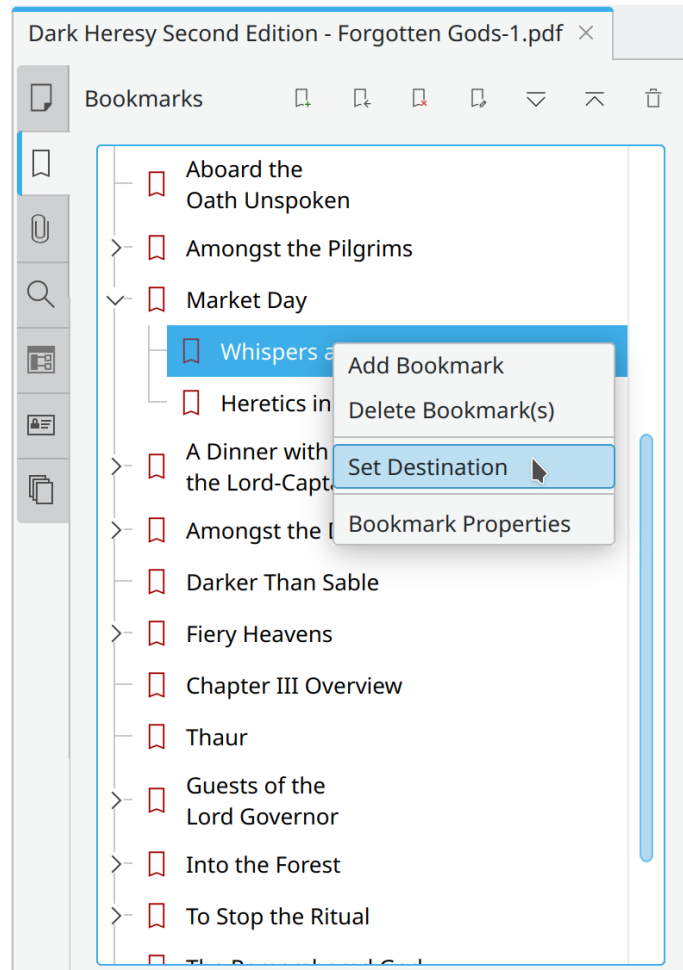 Dark Heresy Second Edition - Forgotten Gods-1.pdf
Bookmarks
Aboard the
Oath Unspoken
Amongst the Pilgrims
Market Day
Whispers a
Heretics in
A Dinner with
the Lord-Capta
Amongst the
Darker Than Sable
Fiery Heavens
Chapter III Overview
Thaur
Guests of the
Lord Governor
Into the Forest
To Stop the Ritual
Add Bookmark
Delete Bookmark(s)
Set Destination
Bookmark Properties